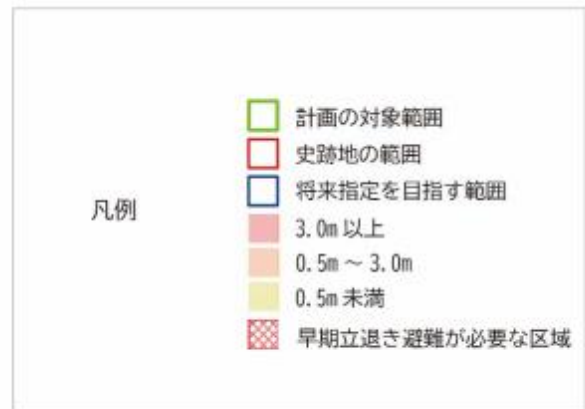 凡例
計画の対象範囲
史跡地の範囲
将来指定を目指す範囲
3.0m 以上
0.5m ～ 3.0m
0.5m 未満
早期立退き避難が必要な区域